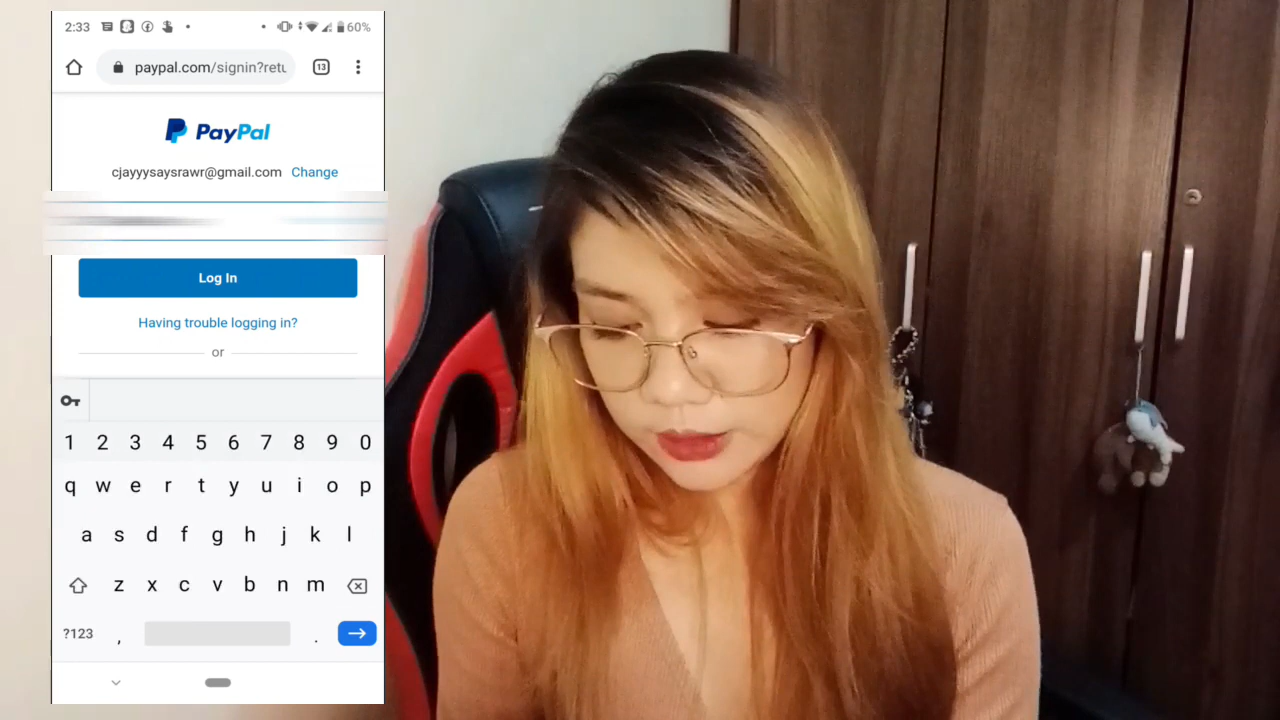 2:33 60%
paypal.com/signin?retu 13
PayPal
cjayyysaysrawr@gmail.com Change
Log In
Having trouble logging in?
or
1 2 3 4 5 6 7 8 9 0
q w e r t y u i o p
a s d f g h j k l
z x c v b n m
?123 , .